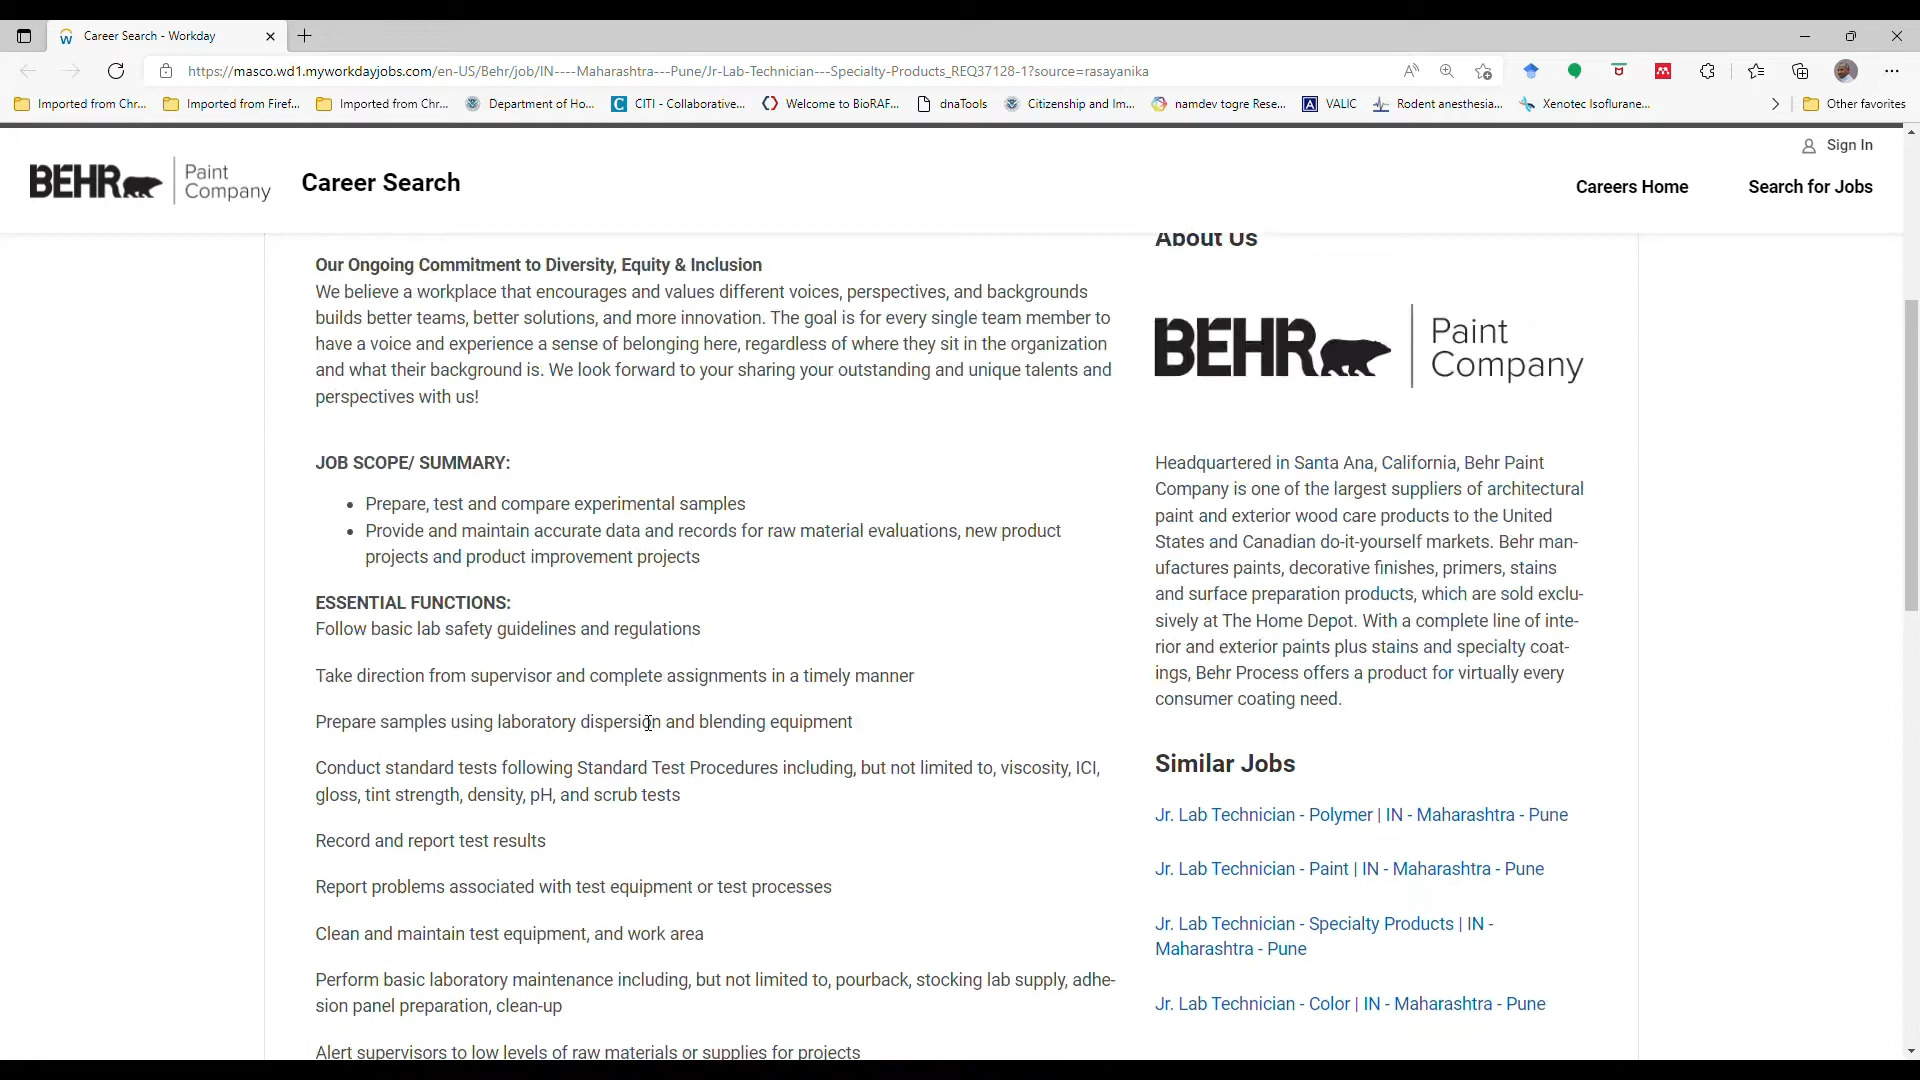 Career Search - Workday
https://masco.wd1.myworkdayjobs.com/en-US/Behr/job/IN----Maharashtra---Pune/Jr-Lab-Technician---Specialty-Products_REQ37128-1?source=rasayanika
Imported from Chr...
Imported from Firef...
Imported from Chr...
Department of Ho...
CITI - Collaborative...
Welcome to BioRAF...
dnaTools
Citizenship and Im...
namdev togre Rese...
VALIC
Rodent anesthesia...
Xenotec Isoflurane...
Other favorites
Sign In
BEHR Paint Company
Career Search
Careers Home
Search for Jobs
Our Ongoing Commitment to Diversity, Equity & Inclusion
We believe a workplace that encourages and values different voices, perspectives, and backgrounds
builds better teams, better solutions, and more innovation. The goal is for every single team member to
have a voice and experience a sense of belonging here, regardless of where they sit in the organization
and what their background is. We look forward to your sharing your outstanding and unique talents and
perspectives with us!
JOB SCOPE/ SUMMARY:
• Prepare, test and compare experimental samples
• Provide and maintain accurate data and records for raw material evaluations, new product
projects and product improvement projects
ESSENTIAL FUNCTIONS:
Follow basic lab safety guidelines and regulations
Take direction from supervisor and complete assignments in a timely manner
Prepare samples using laboratory dispersion and blending equipment
Conduct standard tests following Standard Test Procedures including, but not limited to, viscosity, ICI,
gloss, tint strength, density, pH, and scrub tests
Record and report test results
Report problems associated with test equipment or test processes
Clean and maintain test equipment, and work area
Perform basic laboratory maintenance including, but not limited to, pourback, stocking lab supply, adhe-
sion panel preparation, clean-up
Alert supervisors to low levels of raw materials or supplies for projects
About Us
BEHR Paint
Company
Headquartered in Santa Ana, California, Behr Paint
Company is one of the largest suppliers of architectural
paint and exterior wood care products to the United
States and Canadian do-it-yourself markets. Behr man-
ufactures paints, decorative finishes, primers, stains
and surface preparation products, which are sold exclu-
sively at The Home Depot. With a complete line of inte-
rior and exterior paints plus stains and specialty coat-
ings, Behr Process offers a product for virtually every
consumer coating need.
Similar Jobs
Jr. Lab Technician - Polymer | IN - Maharashtra - Pune
Jr. Lab Technician - Paint | IN - Maharashtra - Pune
Jr. Lab Technician - Specialty Products | IN -
Maharashtra - Pune
Jr. Lab Technician - Color | IN - Maharashtra - Pune